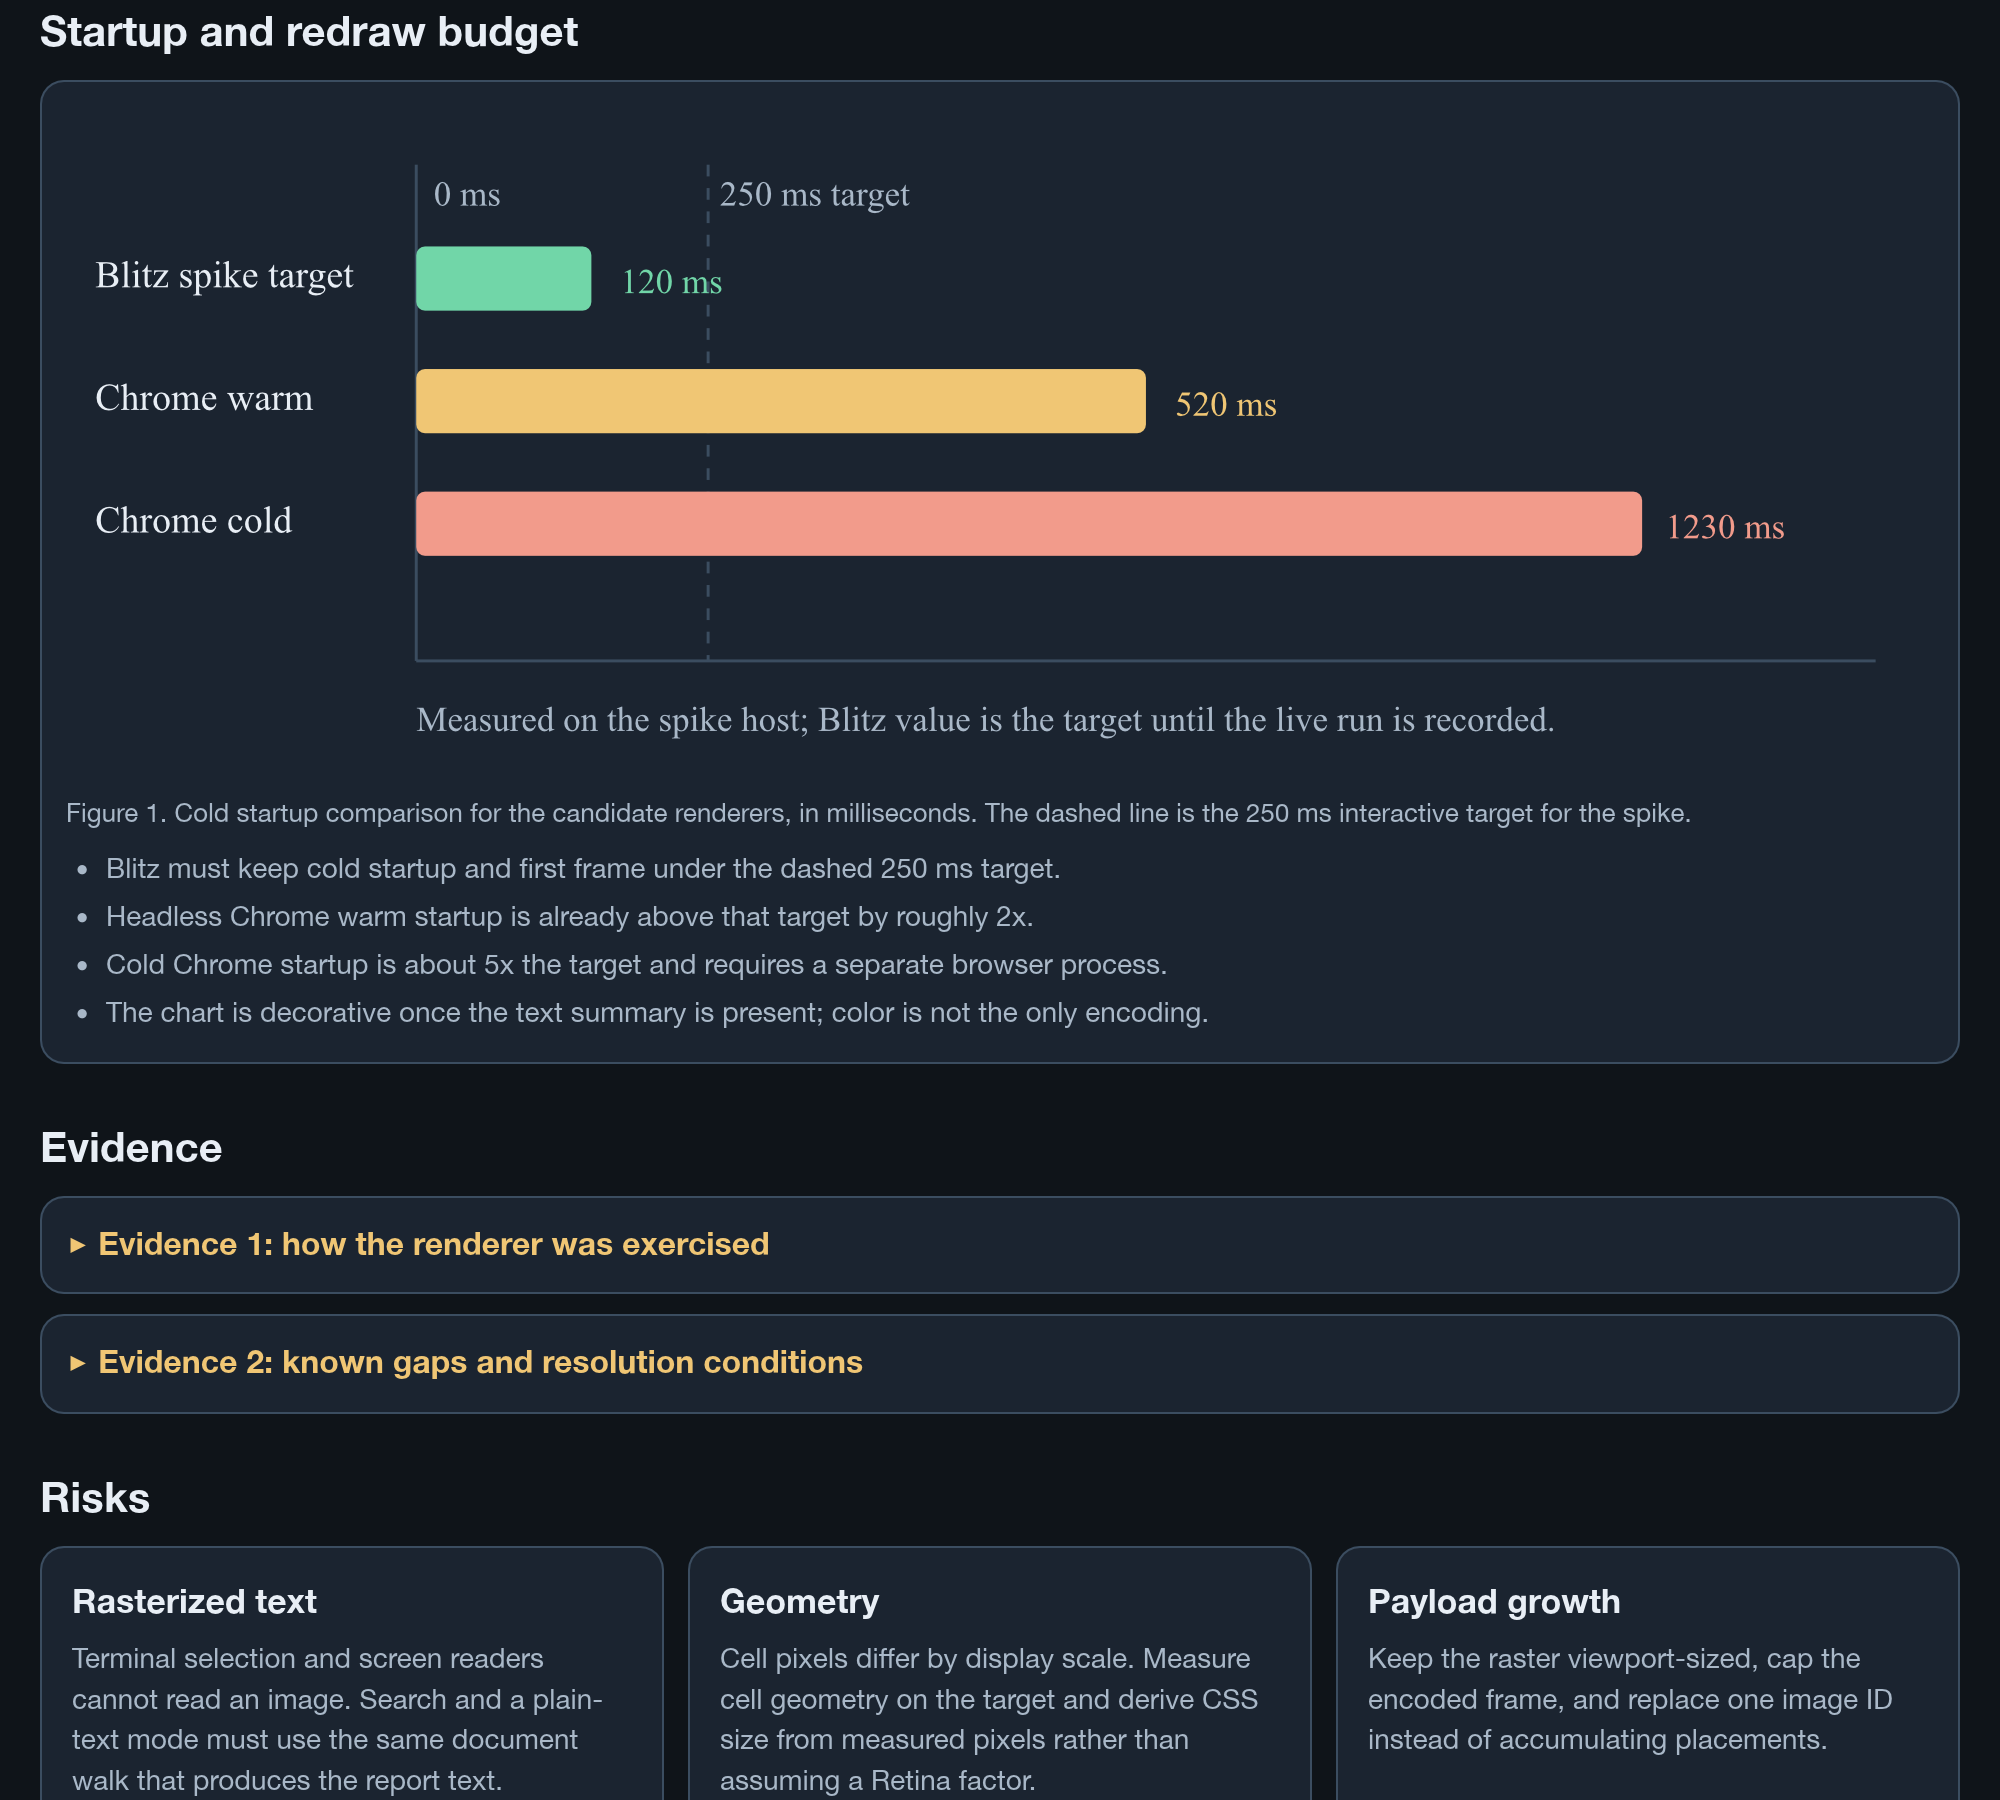 Startup and redraw budget
0 ms
250 ms target
Blitz spike target
120 ms
Chrome warm
520 ms
Chrome cold
1230 ms
Measured on the spike host; Blitz value is the target until the live run is recorded.
Figure 1. Cold startup comparison for the candidate renderers, in milliseconds. The dashed line is the 250 ms interactive target for the spike.
• Blitz must keep cold startup and first frame under the dashed 250 ms target.
• Headless Chrome warm startup is already above that target by roughly 2x.
• Cold Chrome startup is about 5x the target and requires a separate browser process.
• The chart is decorative once the text summary is present; color is not the only encoding.
Evidence
▸ Evidence 1: how the renderer was exercised
▸ Evidence 2: known gaps and resolution conditions
Risks
Rasterized text
Terminal selection and screen readers
cannot read an image. Search and a plain-
text mode must use the same document
walk that produces the report text.
Geometry
Cell pixels differ by display scale. Measure
cell geometry on the target and derive CSS
size from measured pixels rather than
assuming a Retina factor.
Payload growth
Keep the raster viewport-sized, cap the
encoded frame, and replace one image ID
instead of accumulating placements.